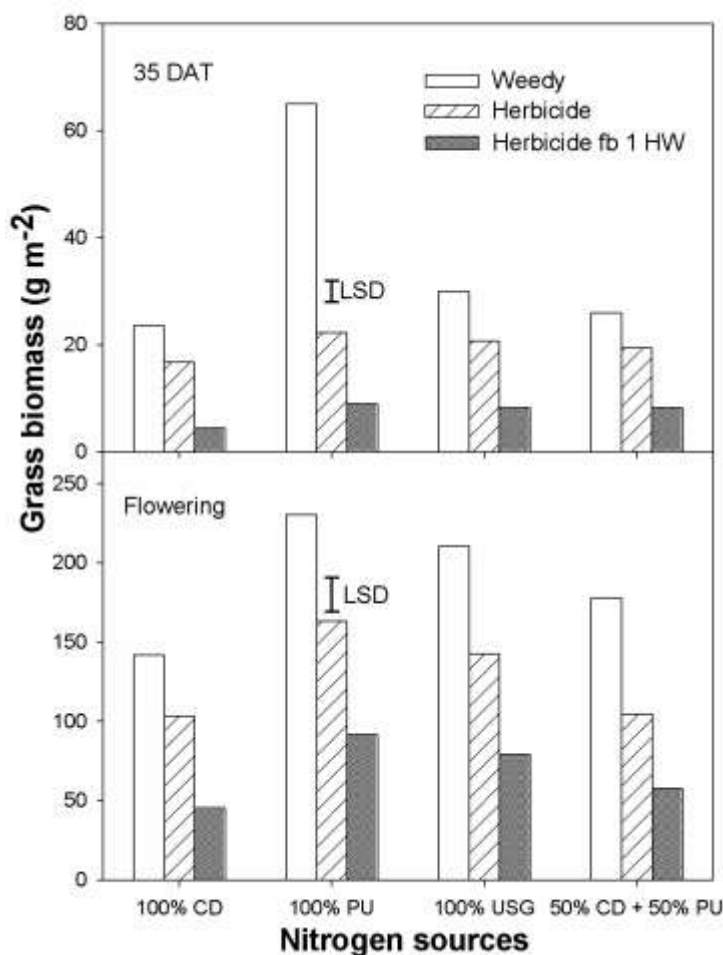 Grass biomass (g m-2)
80
60
40
20
0
35 DAT
Weedy
Herbicide
Herbicide fb 1 HW
LSD
250
200
150
100
50
0
Flowering
LSD
100% CD 100% PU 100% USG 50% CD + 50% PU
Nitrogen sources